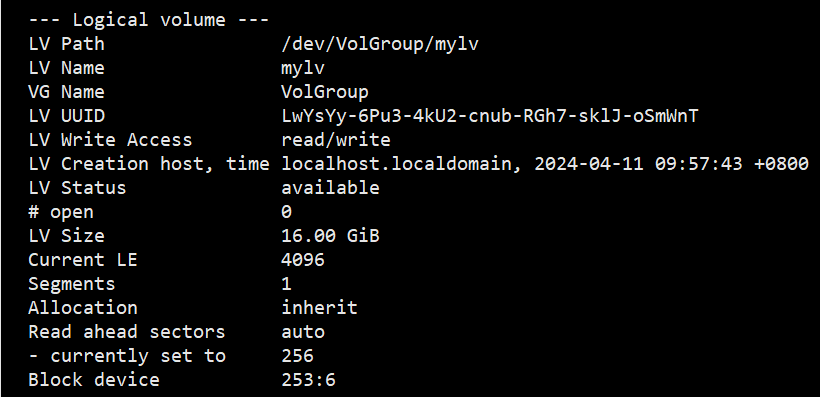 --- Logical volume ---
LV Path                /dev/VolGroup/mylv
LV Name                mylv
VG Name                VolGroup
LV UUID                LwYsYy-6Pu3-4kU2-cnub-RGh7-sklJ-oSmWnT
LV Write Access        read/write
LV Creation host, time localhost.localdomain, 2024-04-11 09:57:43 +0800
LV Status              available
# open                 0
LV Size                16.00 GiB
Current LE             4096
Segments               1
Allocation             inherit
Read ahead sectors     auto
- currently set to     256
Block device           253:6